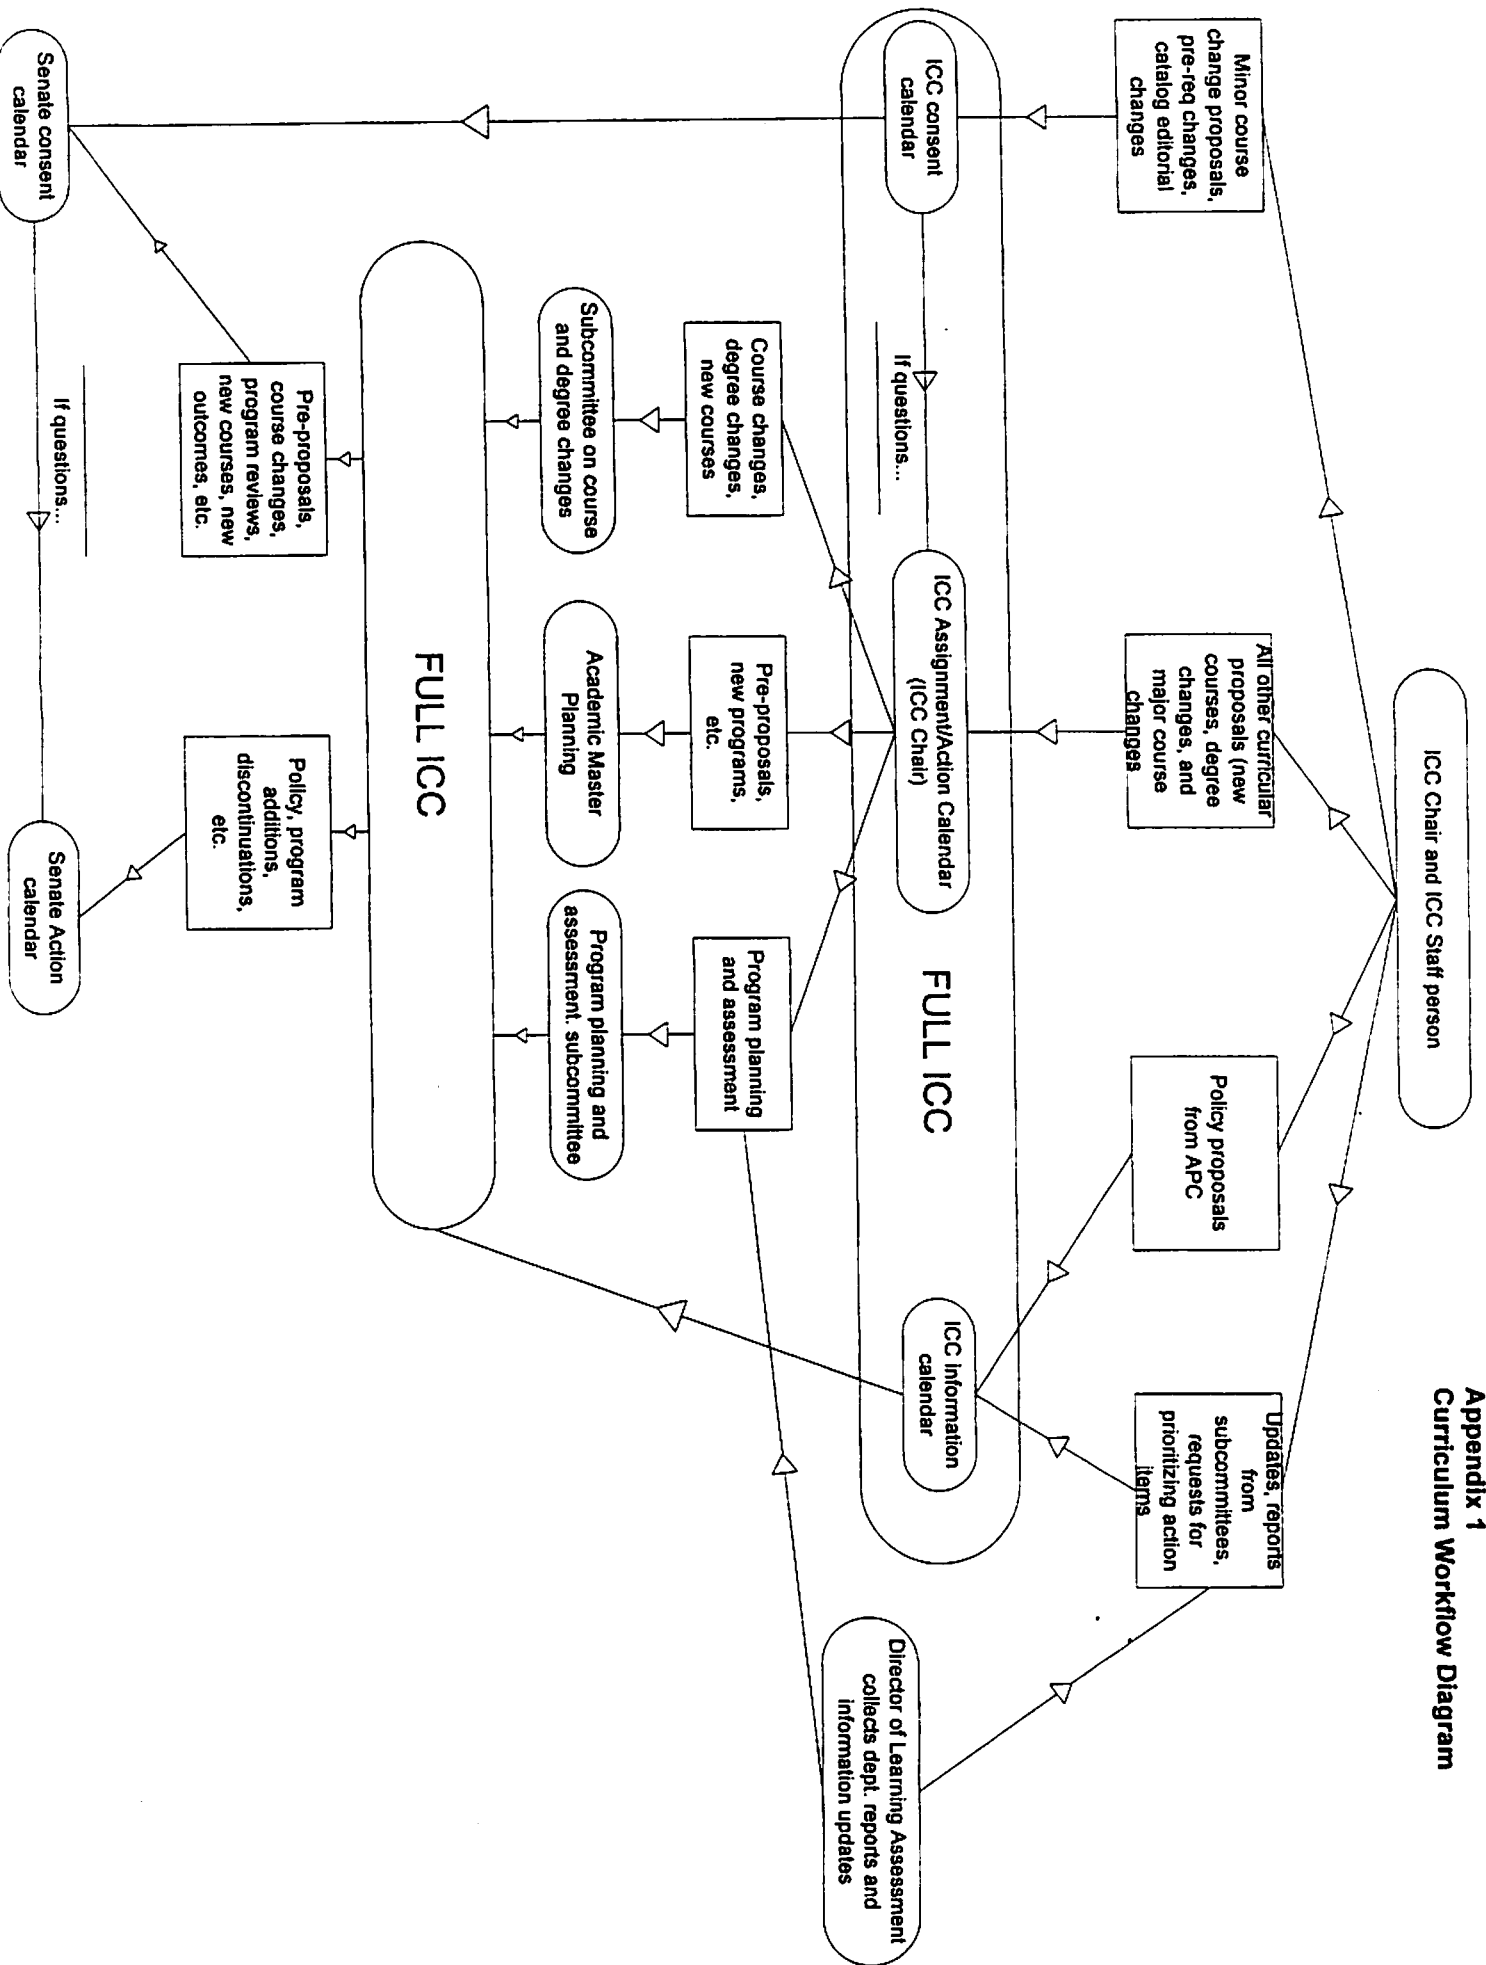 Appendix 1
Curriculum Workflow Diagram
ICC Chair and ICC Staff person
Minor course
change proposals,
pre-req changes,
catalog editorial
changes
All other curricular
proposals (new
courses, degree
changes, and
major course
changes
Policy proposals
from APC
Updates, reports
from
subcommittees,
requests for
prioritizing action
items
ICC consent
calendar
If questions...
ICC Assignment/Action Calendar
(ICC Chair)
FULL ICC
ICC information
calendar
Director of Learning Assessment
collects dept. reports and
information updates
Course changes,
degree changes,
new courses
Pre-proposals,
new programs,
etc.
Program planning
and assessment
Subcommittee on course
and degree changes
Academic Master
Planning
Program planning and
assessment. subcommittee
FULL ICC
Pre-proposals,
course changes,
program reviews,
new courses, new
outcomes, etc.
Policy, program
additions,
discontinuations,
etc.
If questions...
Senate consent
calendar
Senate Action
calendar